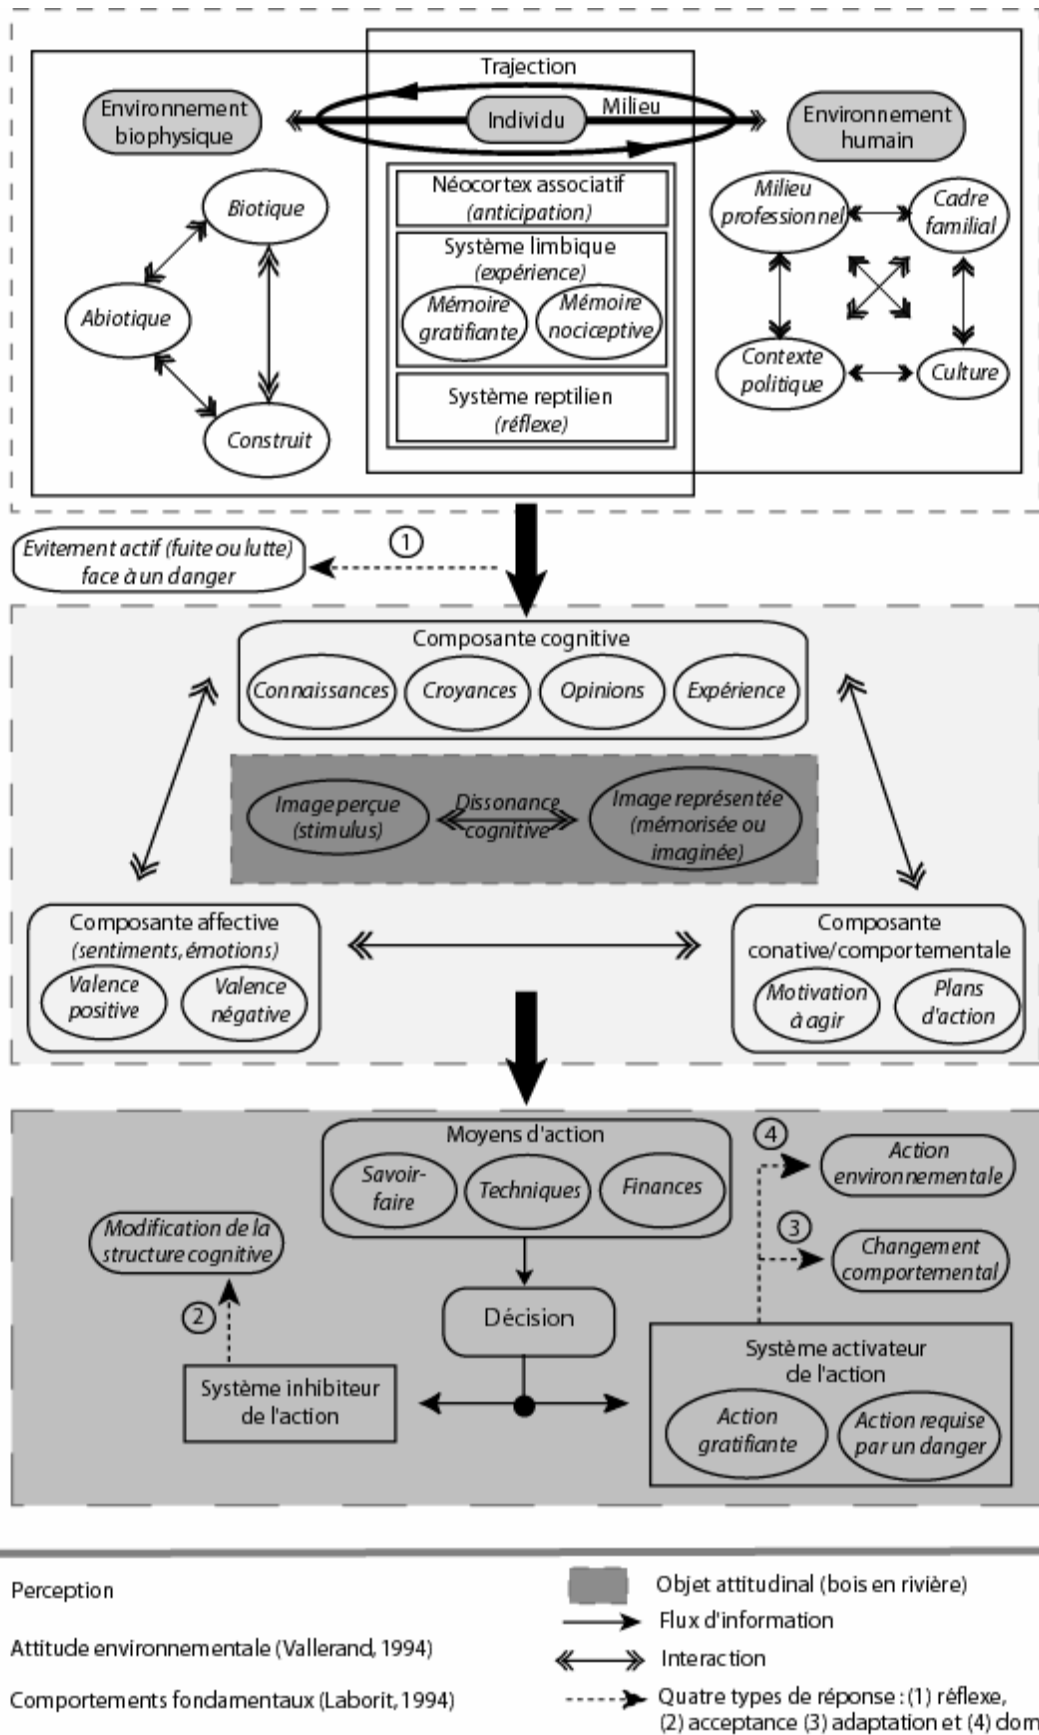 Trajection
Environnement
biophysique
Individu
Milieu
Environnement
humain
Biotique
Abiotique
Construit
Néocortex associatif
(anticipation)
Système limbique
(expérience)
Mémoire
gratifiante
Mémoire
nociceptive
Système reptilien
(réflexe)
Milieu
professionnel
Cadre
familial
Contexte
politique
Culture
Evitement actif (fuite ou lutte)
face à un danger
1
Composante cognitive
Connaissances
Croyances
Opinions
Expérience
Image perçue
(stimulus)
Dissonance
cognitive
Image représentée
(mémorisée ou
imaginée)
Composante affective
(sentiments, émotions)
Valence
positive
Valence
négative
Composante
conative/comportementale
Motivation
à agir
Plans
d'action
Moyens d'action
Savoir-
faire
Techniques
Finances
4
Action
environnementale
3
Changement
comportemental
Modification de la
structure cognitive
2
Décision
Système inhibiteur
de l'action
Système activateur
de l'action
Action
gratifiante
Action requise
par un danger
Perception
Attitude environnementale (Vallerand, 1994)
Comportements fondamentaux (Laborit, 1994)
Objet attitudinal (bois en rivière)
Flux d'information
Interaction
Quatre types de réponse : (1) réflexe,
(2) acceptance (3) adaptation et (4) dom